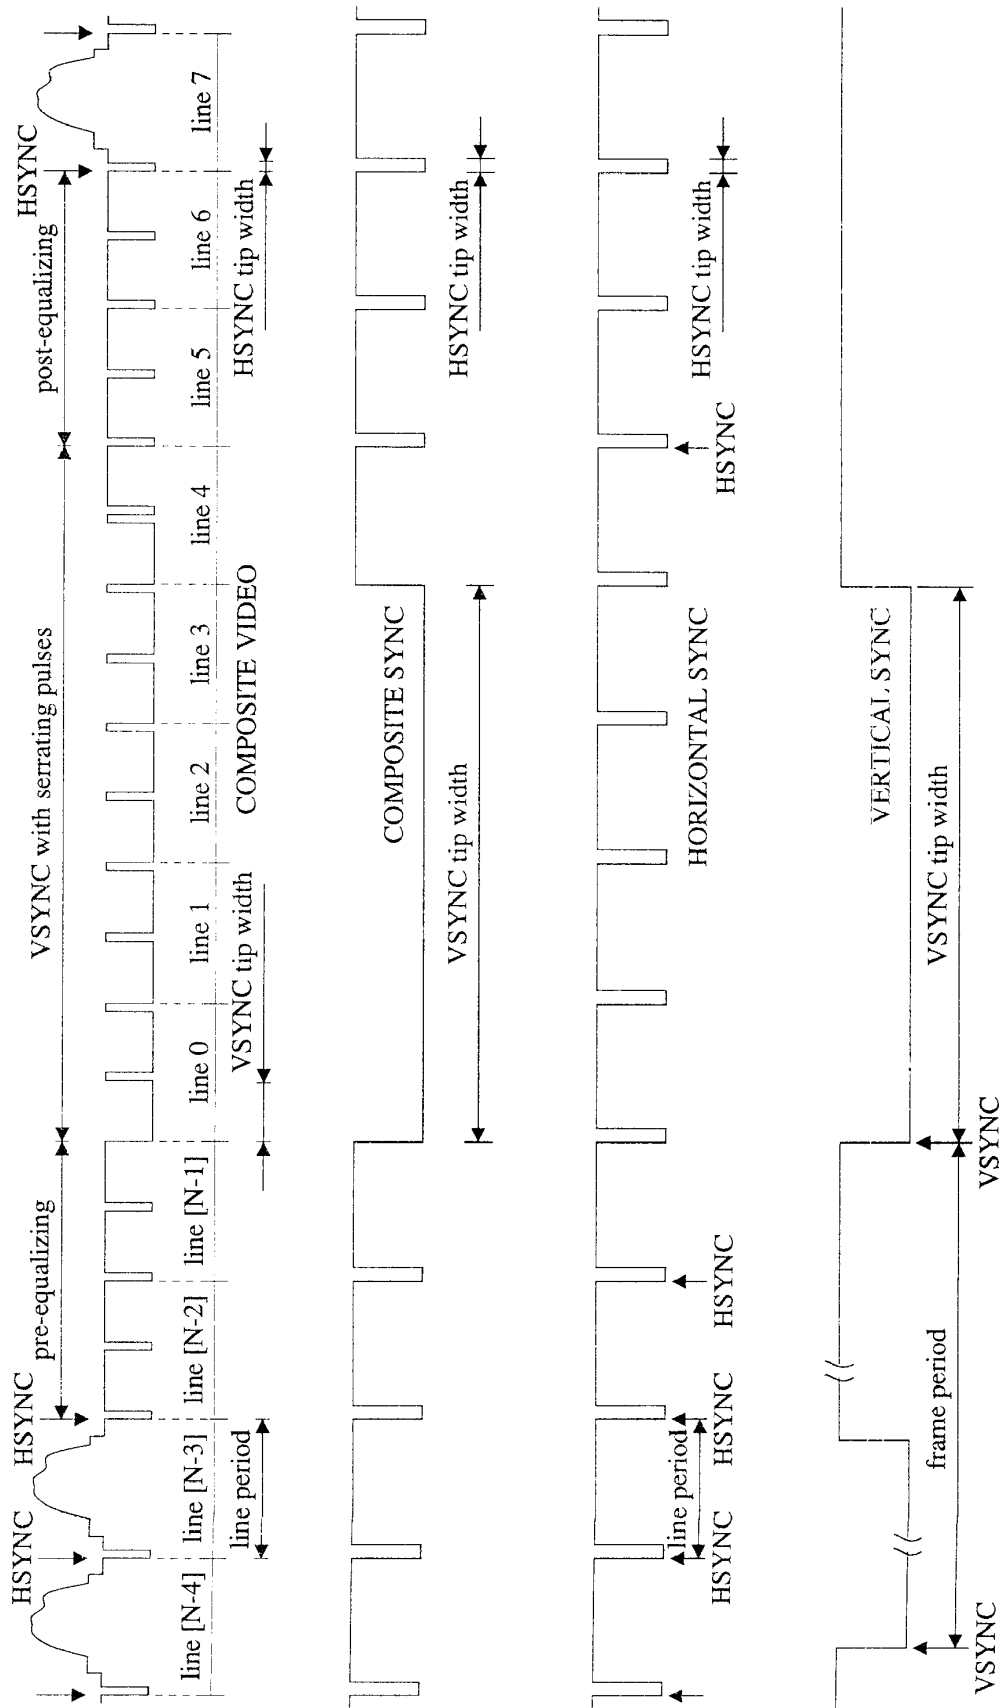 HSYNC
HSYNC
pre-equalizing
VSYNC with serrating pulses
post-equalizing
HSYNC
line [N-4]
line [N-3]
line [N-2]
line [N-1]
line 0
line 1
line 2
line 3
line 4
line 5
line 6
line 7
line period
VSYNC tip width
COMPOSITE VIDEO
HSYNC tip width
COMPOSITE SYNC
VSYNC tip width
HSYNC tip width
line period
HSYNC
HSYNC
HSYNC
HORIZONTAL SYNC
HSYNC
HSYNC tip width
VERTICAL SYNC
frame period
VSYNC tip width
VSYNC
VSYNC